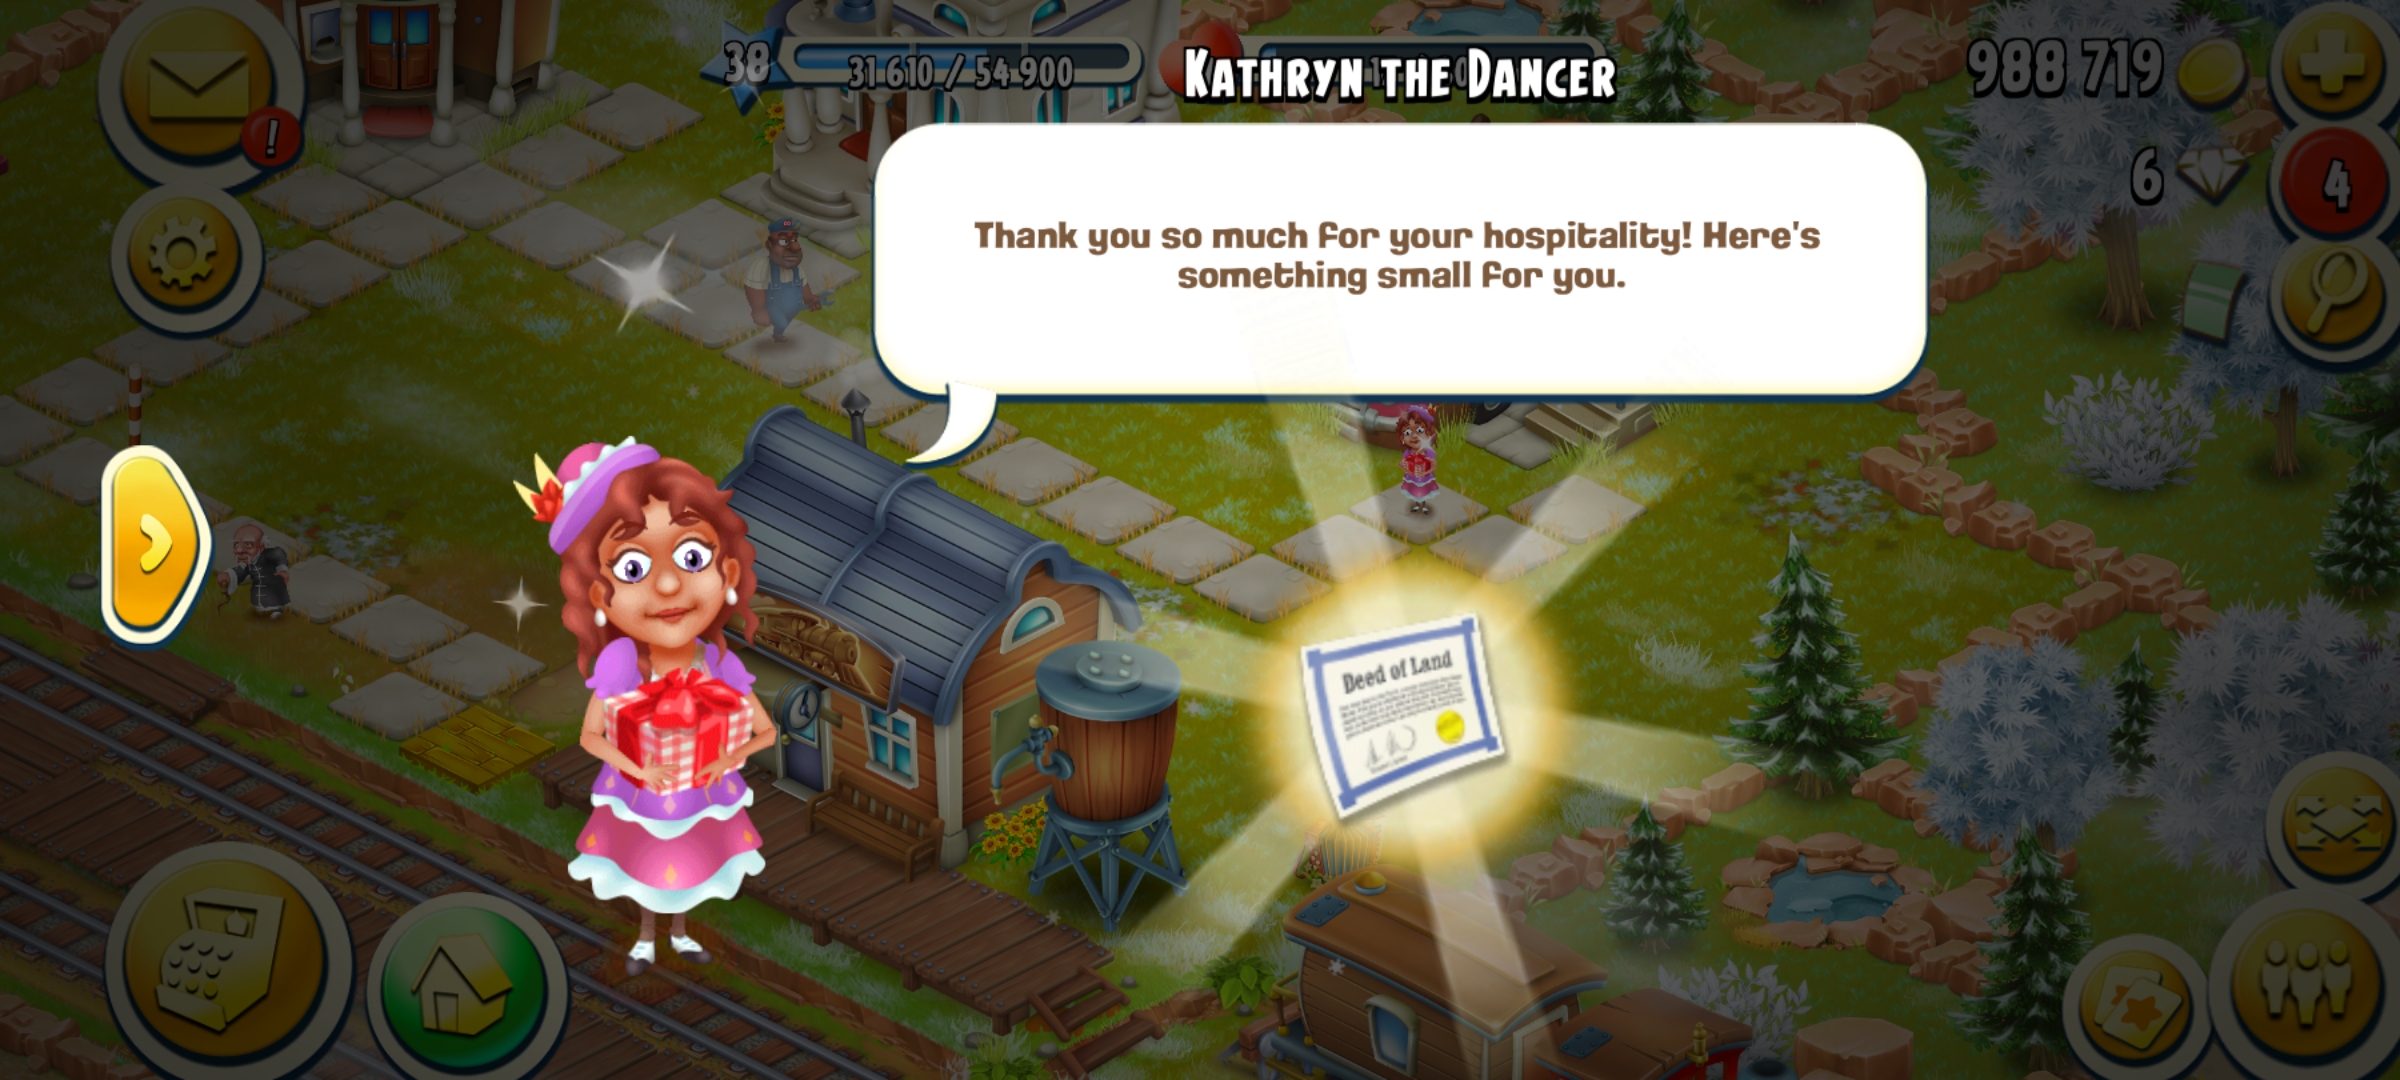 38
31 610 / 54 900
KATHRYN THE DANCER
988 719
!
6
4
Thank you so much for your hospitality! Here's
something small for you.
Deed of Land